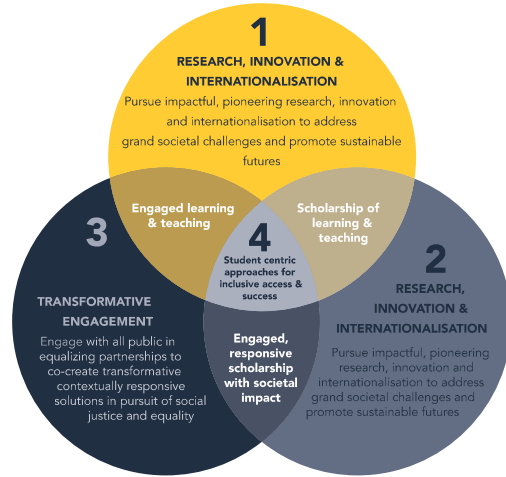 1
RESEARCH, INNOVATION &
INTERNATIONALISATION
Pursue impactful, pioneering research, innovation
and internationalisation to address
grand societal challenges and promote sustainable
futures
Engaged learning
& teaching
Scholarship of
learning &
teaching
3
4
Student centric
approaches for
inclusive access &
success
2
RESEARCH,
INNOVATION &
INTERNATIONALISATION
Pursue impactful, pioneering
research, innovation and
internationalisation to address
grand societal challenges and
promote sustainable futures
TRANSFORMATIVE
ENGAGEMENT
Engage with all public in
equalizing partnerships to
co-create transformative
contextually responsive
solutions in pursuit of social
justice and equality
Engaged,
responsive
scholarship
with societal
impact